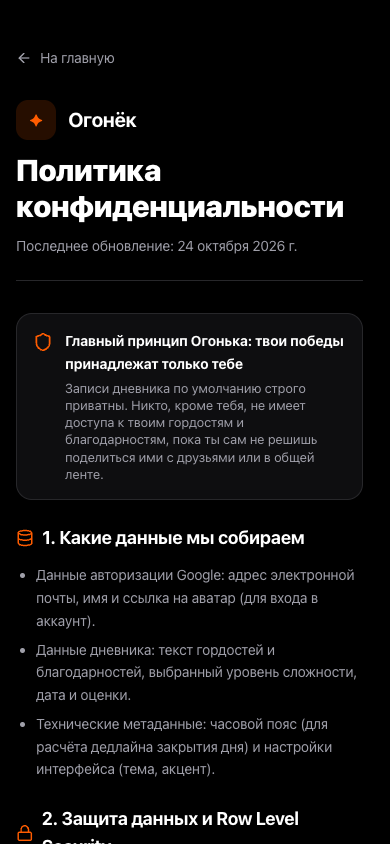 На главную
Огонёк
Политика
конфиденциальности
Последнее обновление: 24 октября 2026 г.
Главный принцип Огонька: твои победы
принадлежат только тебе
Записи дневника по умолчанию строго
приватны. Никто, кроме тебя, не имеет
доступа к твоим гордостям и
благодарностям, пока ты сам не решишь
поделиться ими с друзьями или в общей
ленте.
1. Какие данные мы собираем
• Данные авторизации Google: адрес электронной
почты, имя и ссылка на аватар (для входа в
аккаунт).
• Данные дневника: текст гордостей и
благодарностей, выбранный уровень сложности,
дата и оценки.
• Технические метаданные: часовой пояс (для
расчёта дедлайна закрытия дня) и настройки
интерфейса (тема, акцент).
2. Защита данных и Row Level
Security